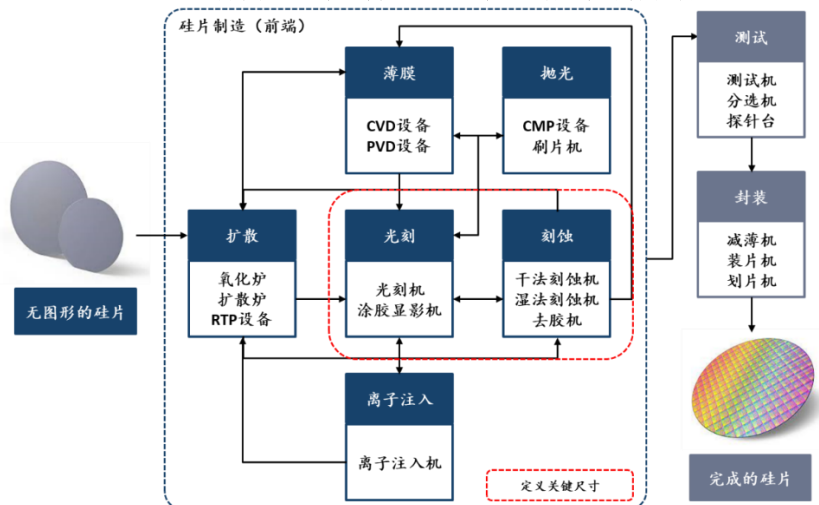 硅片制造（前端）
薄膜
CVD设备
PVD设备
抛光
CMP设备
刷片机
测试
测试机
分选机
探针台
无图形的硅片
扩散
氧化炉
扩散炉
RTP设备
光刻
光刻机
涂胶显影机
刻蚀
干法刻蚀机
湿法刻蚀机
去胶机
封装
减薄机
装片机
划片机
离子注入
离子注入机
定义关键尺寸
完成的硅片